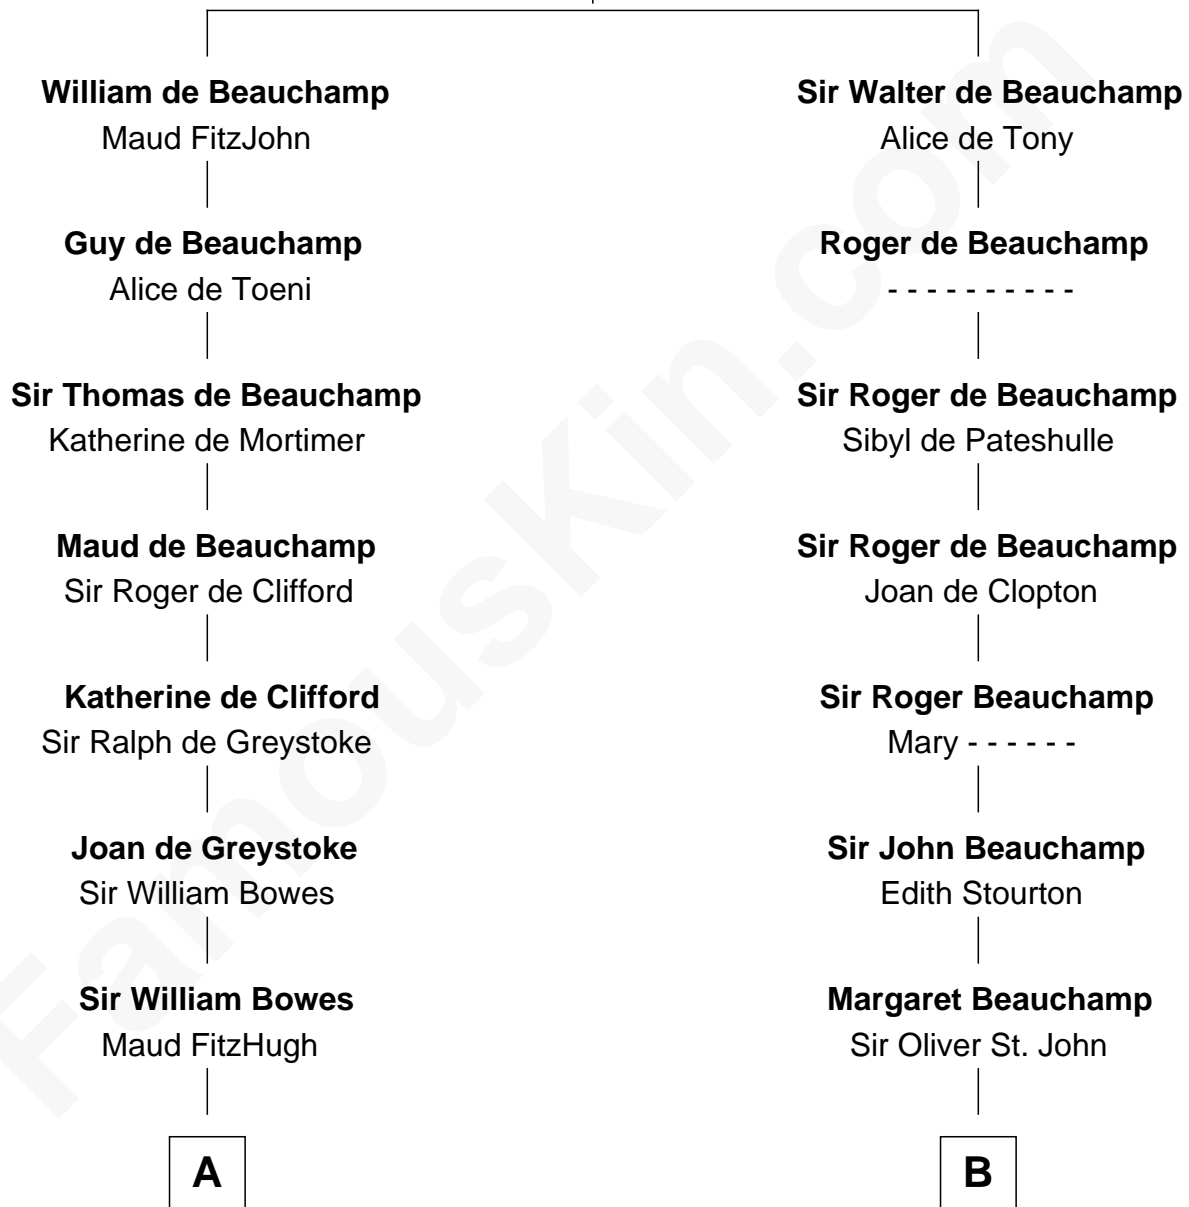 William de Beauchamp
Maud FitzJohn
Guy de Beauchamp
Alice de Toeni
Sir Thomas de Beauchamp
Katherine de Mortimer
Maud de Beauchamp
Sir Roger de Clifford
Katherine de Clifford
Sir Ralph de Greystoke
Joan de Greystoke
Sir William Bowes
Sir William Bowes
Maud FitzHugh
A
Sir Walter de Beauchamp
Alice de Tony
Roger de Beauchamp
- - - - - - - - - -
Sir Roger de Beauchamp
Sibyl de Pateshulle
Sir Roger de Beauchamp
Joan de Clopton
Sir Roger Beauchamp
Mary - - - - - -
Sir John Beauchamp
Edith Stourton
Margaret Beauchamp
Sir Oliver St. John
B
FamousKin.com